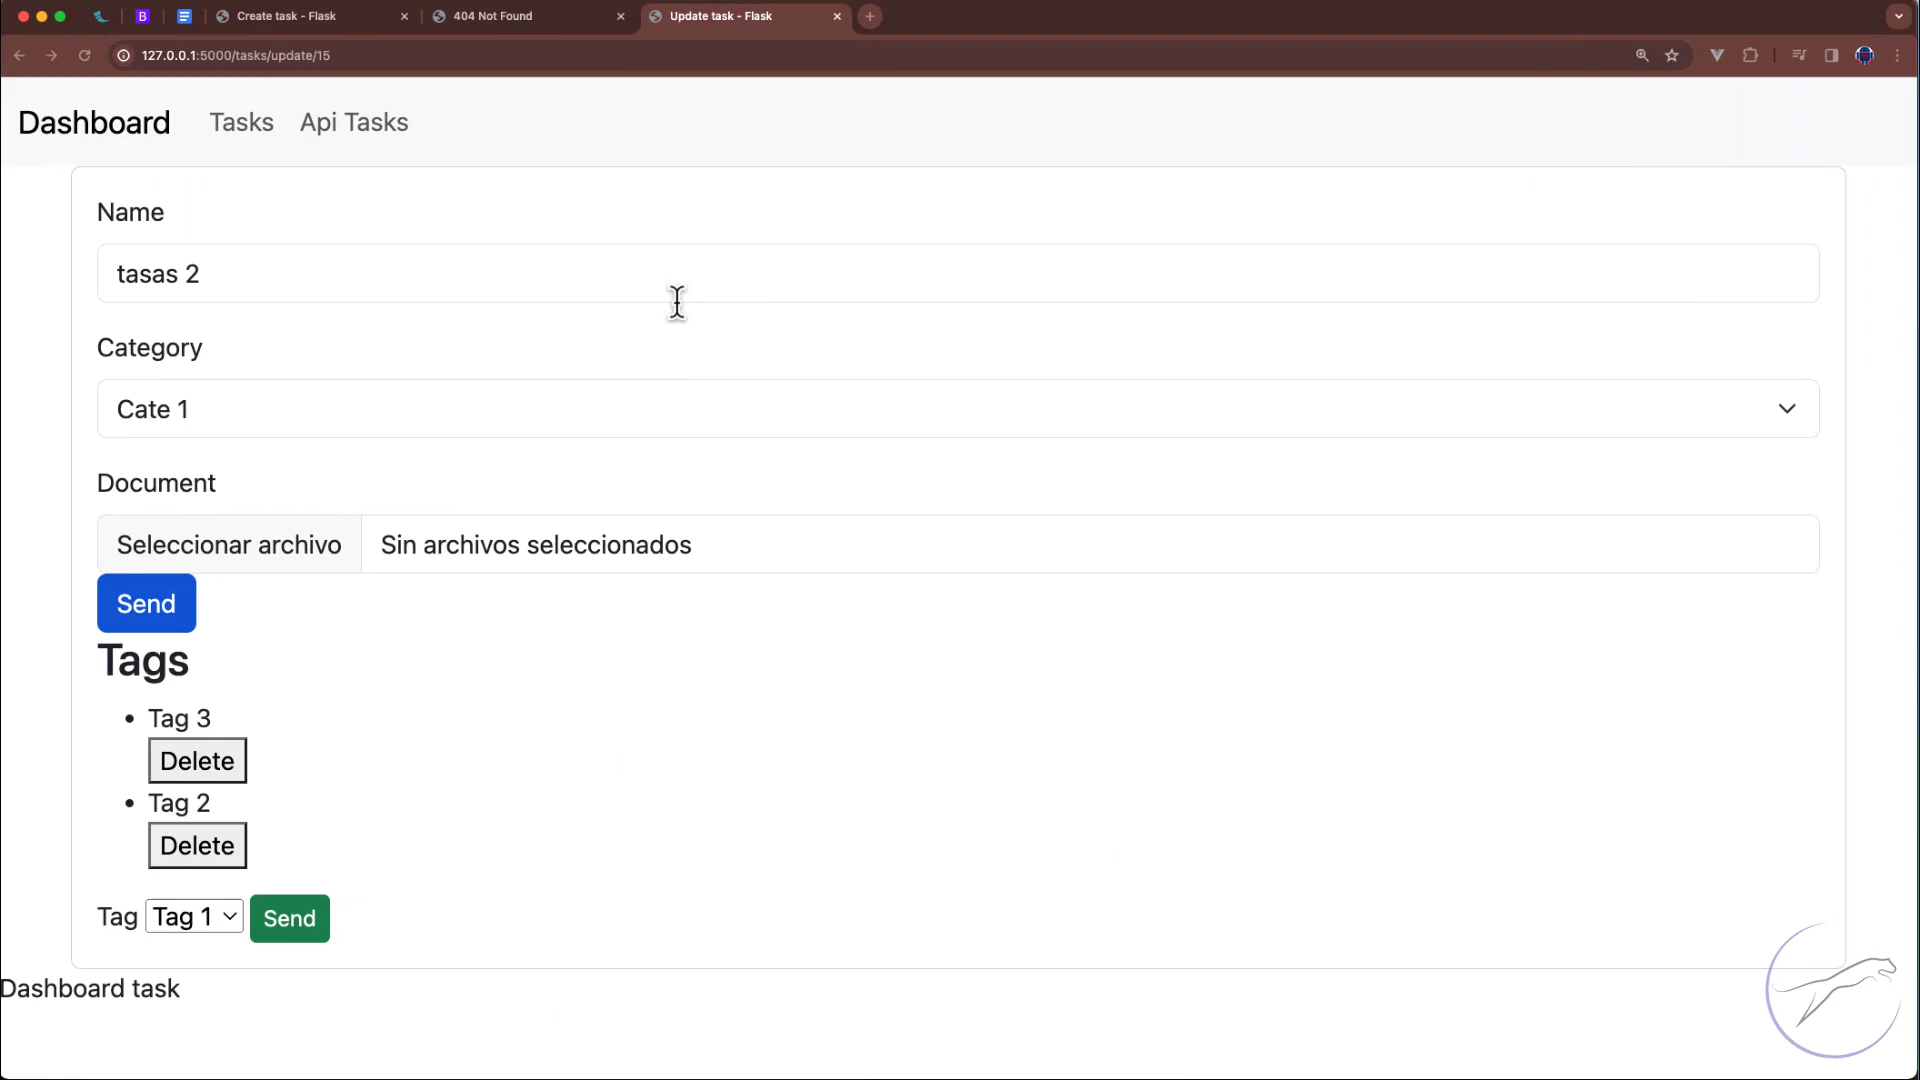 Create task - Flask
404 Not Found
Update task - Flask
127.0.0.1:5000/tasks/update/15
Dashboard Tasks Api Tasks
Name
tasas 2
Category
Cate 1
Document
Seleccionar archivo Sin archivos seleccionados
Send
Tags
Tag 3
Delete
Tag 2
Delete
Tag Tag 1 Send
Dashboard task